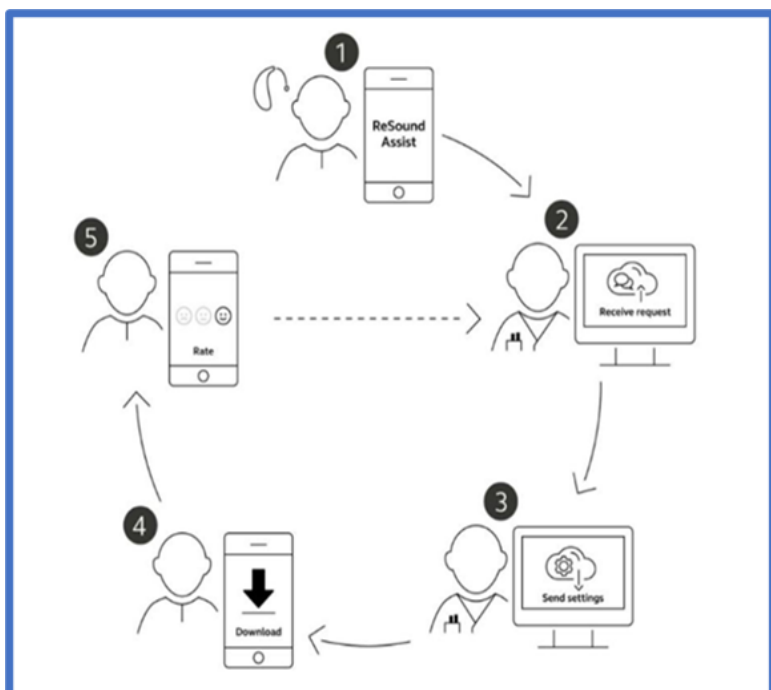 1
ReSound
Assist
2
Receive request
3
Send settings
4
Download
5
Rate